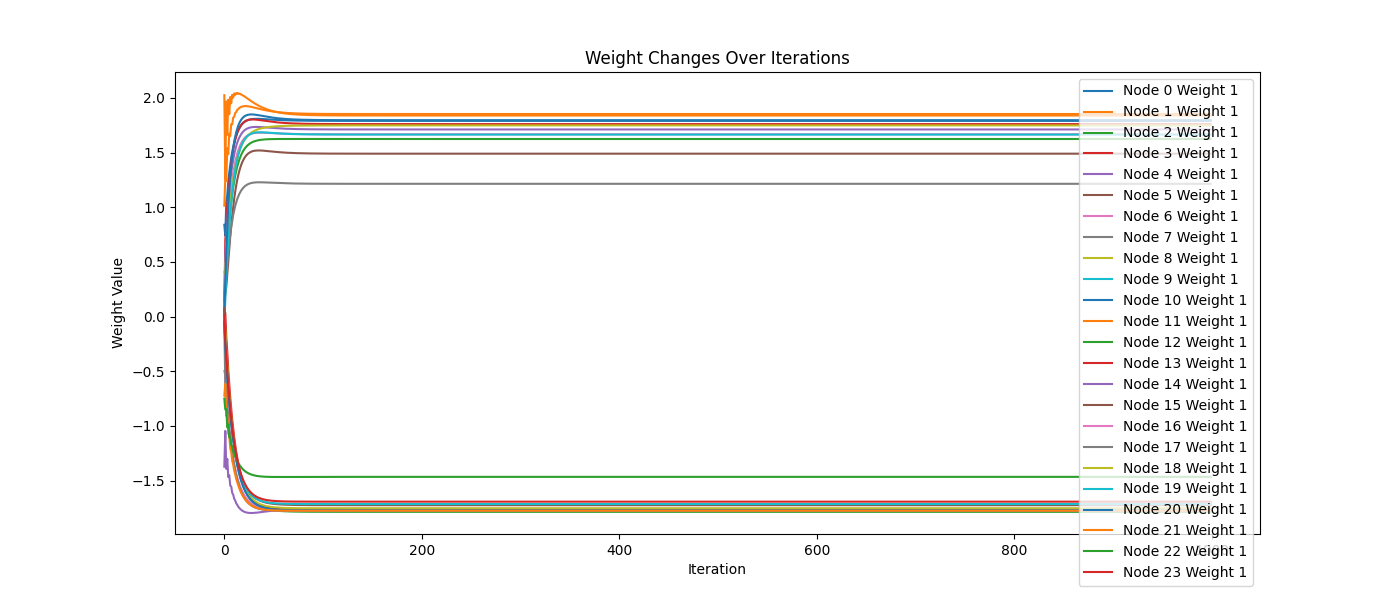 Weight Changes Over Iterations
Weight Value
2.0
1.5
1.0
0.5
0.0
−0.5
−1.0
−1.5
0
200
400
600
800
Iteration
Node 0 Weight 1
Node 1 Weight 1
Node 2 Weight 1
Node 3 Weight 1
Node 4 Weight 1
Node 5 Weight 1
Node 6 Weight 1
Node 7 Weight 1
Node 8 Weight 1
Node 9 Weight 1
Node 10 Weight 1
Node 11 Weight 1
Node 12 Weight 1
Node 13 Weight 1
Node 14 Weight 1
Node 15 Weight 1
Node 16 Weight 1
Node 17 Weight 1
Node 18 Weight 1
Node 19 Weight 1
Node 20 Weight 1
Node 21 Weight 1
Node 22 Weight 1
Node 23 Weight 1